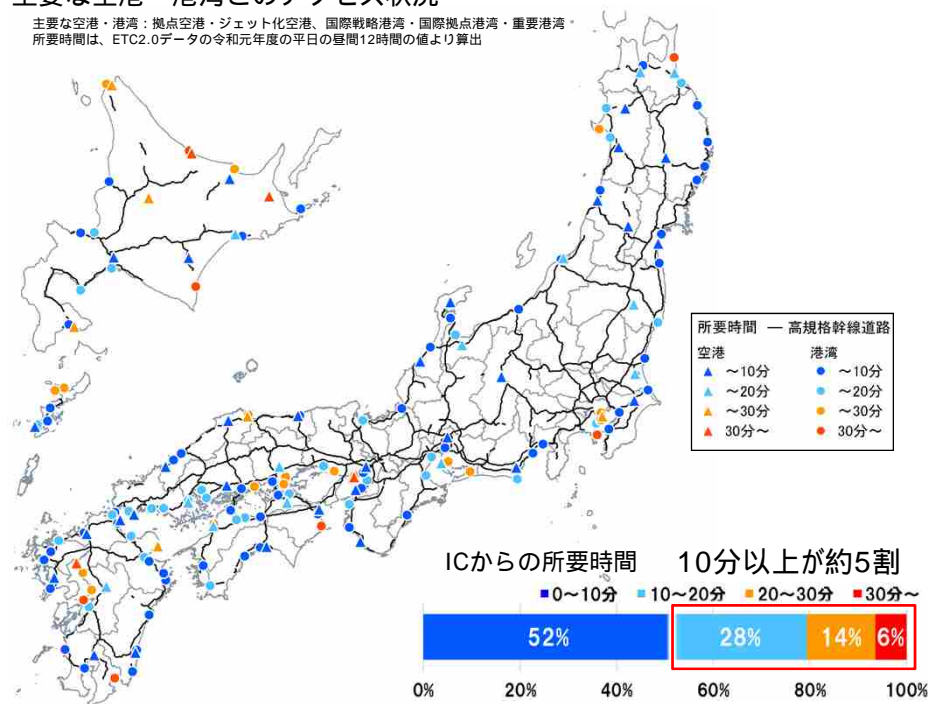 主要な空港・港湾とのアクセス状況
主要な空港・港湾：拠点空港・ジェット化空港、国際戦略港湾・国際拠点港湾・重要港湾
所要時間は、ETC2.0データの令和元年度の平日の昼間12時間の値より算出
所要時間 ― 高規格幹線道路
空港 港湾
～10分 ～10分
～20分 ～20分
～30分 ～30分
30分～ 30分～
ICからの所要時間 10分以上が約5割
0～10分 10～20分 20～30分 30分～
52% 28% 14% 6%
0% 20% 40% 60% 80% 100%